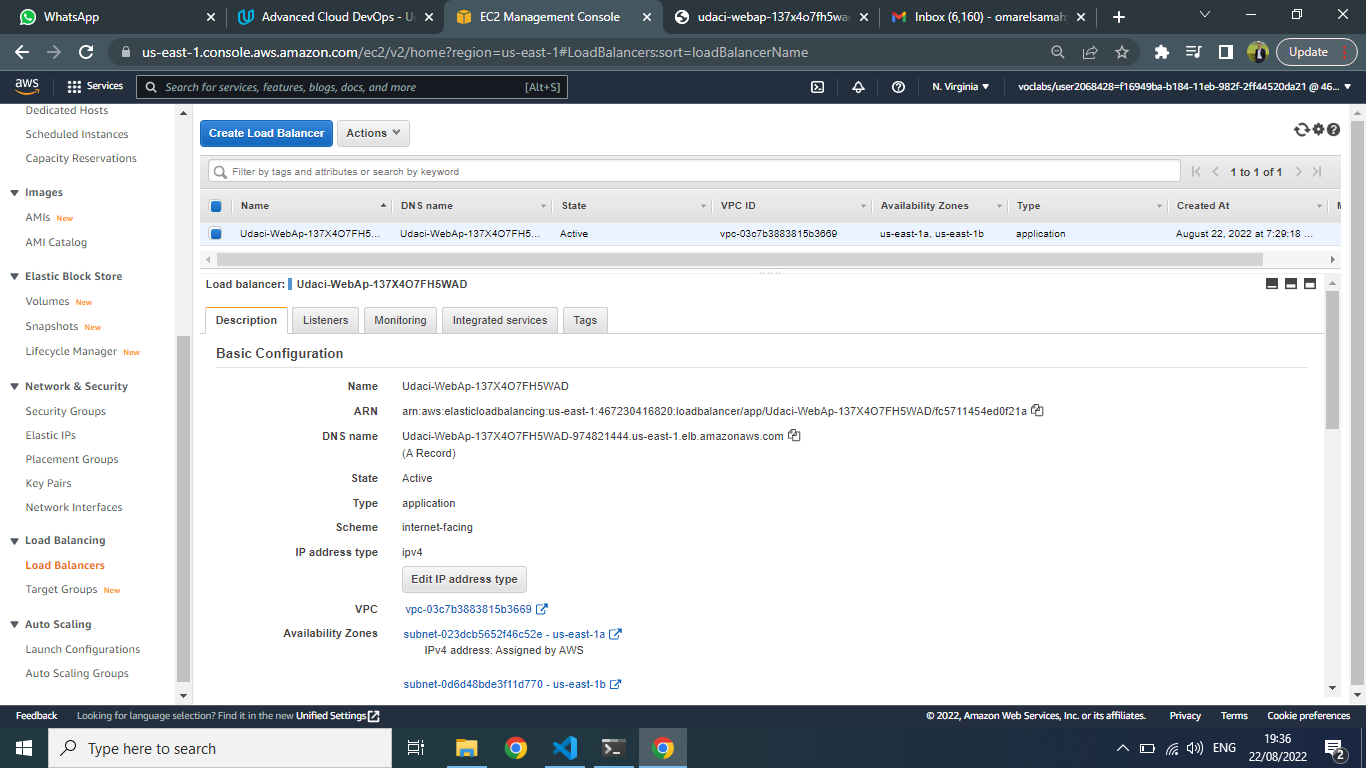 WhatsApp
Advanced Cloud DevOps - U
EC2 Management Console
udaci-webap-137x4o7fh5wa
Inbox (6,160) - omarelsamah
us-east-1.console.aws.amazon.com/ec2/v2/home?region=us-east-1#LoadBalancers:sort=loadBalancerName
Update
aws
Services
Search for services, features, blogs, docs, and more
[Alt+S]
N. Virginia
voclabs/user2068428=f16949ba-b184-11eb-982f-2ff44520da21 @ 46...
Dedicated Hosts
Scheduled Instances
Capacity Reservations
Images
AMIs New
AMI Catalog
Elastic Block Store
Volumes New
Snapshots New
Lifecycle Manager New
Network & Security
Security Groups
Elastic IPs
Placement Groups
Key Pairs
Network Interfaces
Load Balancing
Load Balancers
Target Groups New
Auto Scaling
Launch Configurations
Auto Scaling Groups
Create Load Balancer
Actions
Filter by tags and attributes or search by keyword
1 to 1 of 1
Name DNS name State VPC ID Availability Zones Type Created At
Udaci-WebAp-137X4O7FH5... Udaci-WebAp-137X4O7FH5... Active vpc-03c7b3883815b3669 us-east-1a, us-east-1b application August 22, 2022 at 7:29:18 ...
Load balancer: Udaci-WebAp-137X4O7FH5WAD
Description Listeners Monitoring Integrated services Tags
Basic Configuration
Name Udaci-WebAp-137X4O7FH5WAD
ARN arn:aws:elasticloadbalancing:us-east-1:467230416820:loadbalancer/app/Udaci-WebAp-137X4O7FH5WAD/fc5711454ed0f21a
DNS name Udaci-WebAp-137X4O7FH5WAD-974821444.us-east-1.elb.amazonaws.com
(A Record)
State Active
Type application
Scheme internet-facing
IP address type ipv4
Edit IP address type
VPC vpc-03c7b3883815b3669
Availability Zones subnet-023dcb5652f46c52e - us-east-1a
IPv4 address: Assigned by AWS
subnet-0d6d48bde3f11d770 - us-east-1b
Feedback Looking for language selection? Find it in the new Unified Settings
© 2022, Amazon Web Services, Inc. or its affiliates. Privacy Terms Cookie preferences
Type here to search
ENG
19:36
22/08/2022
2